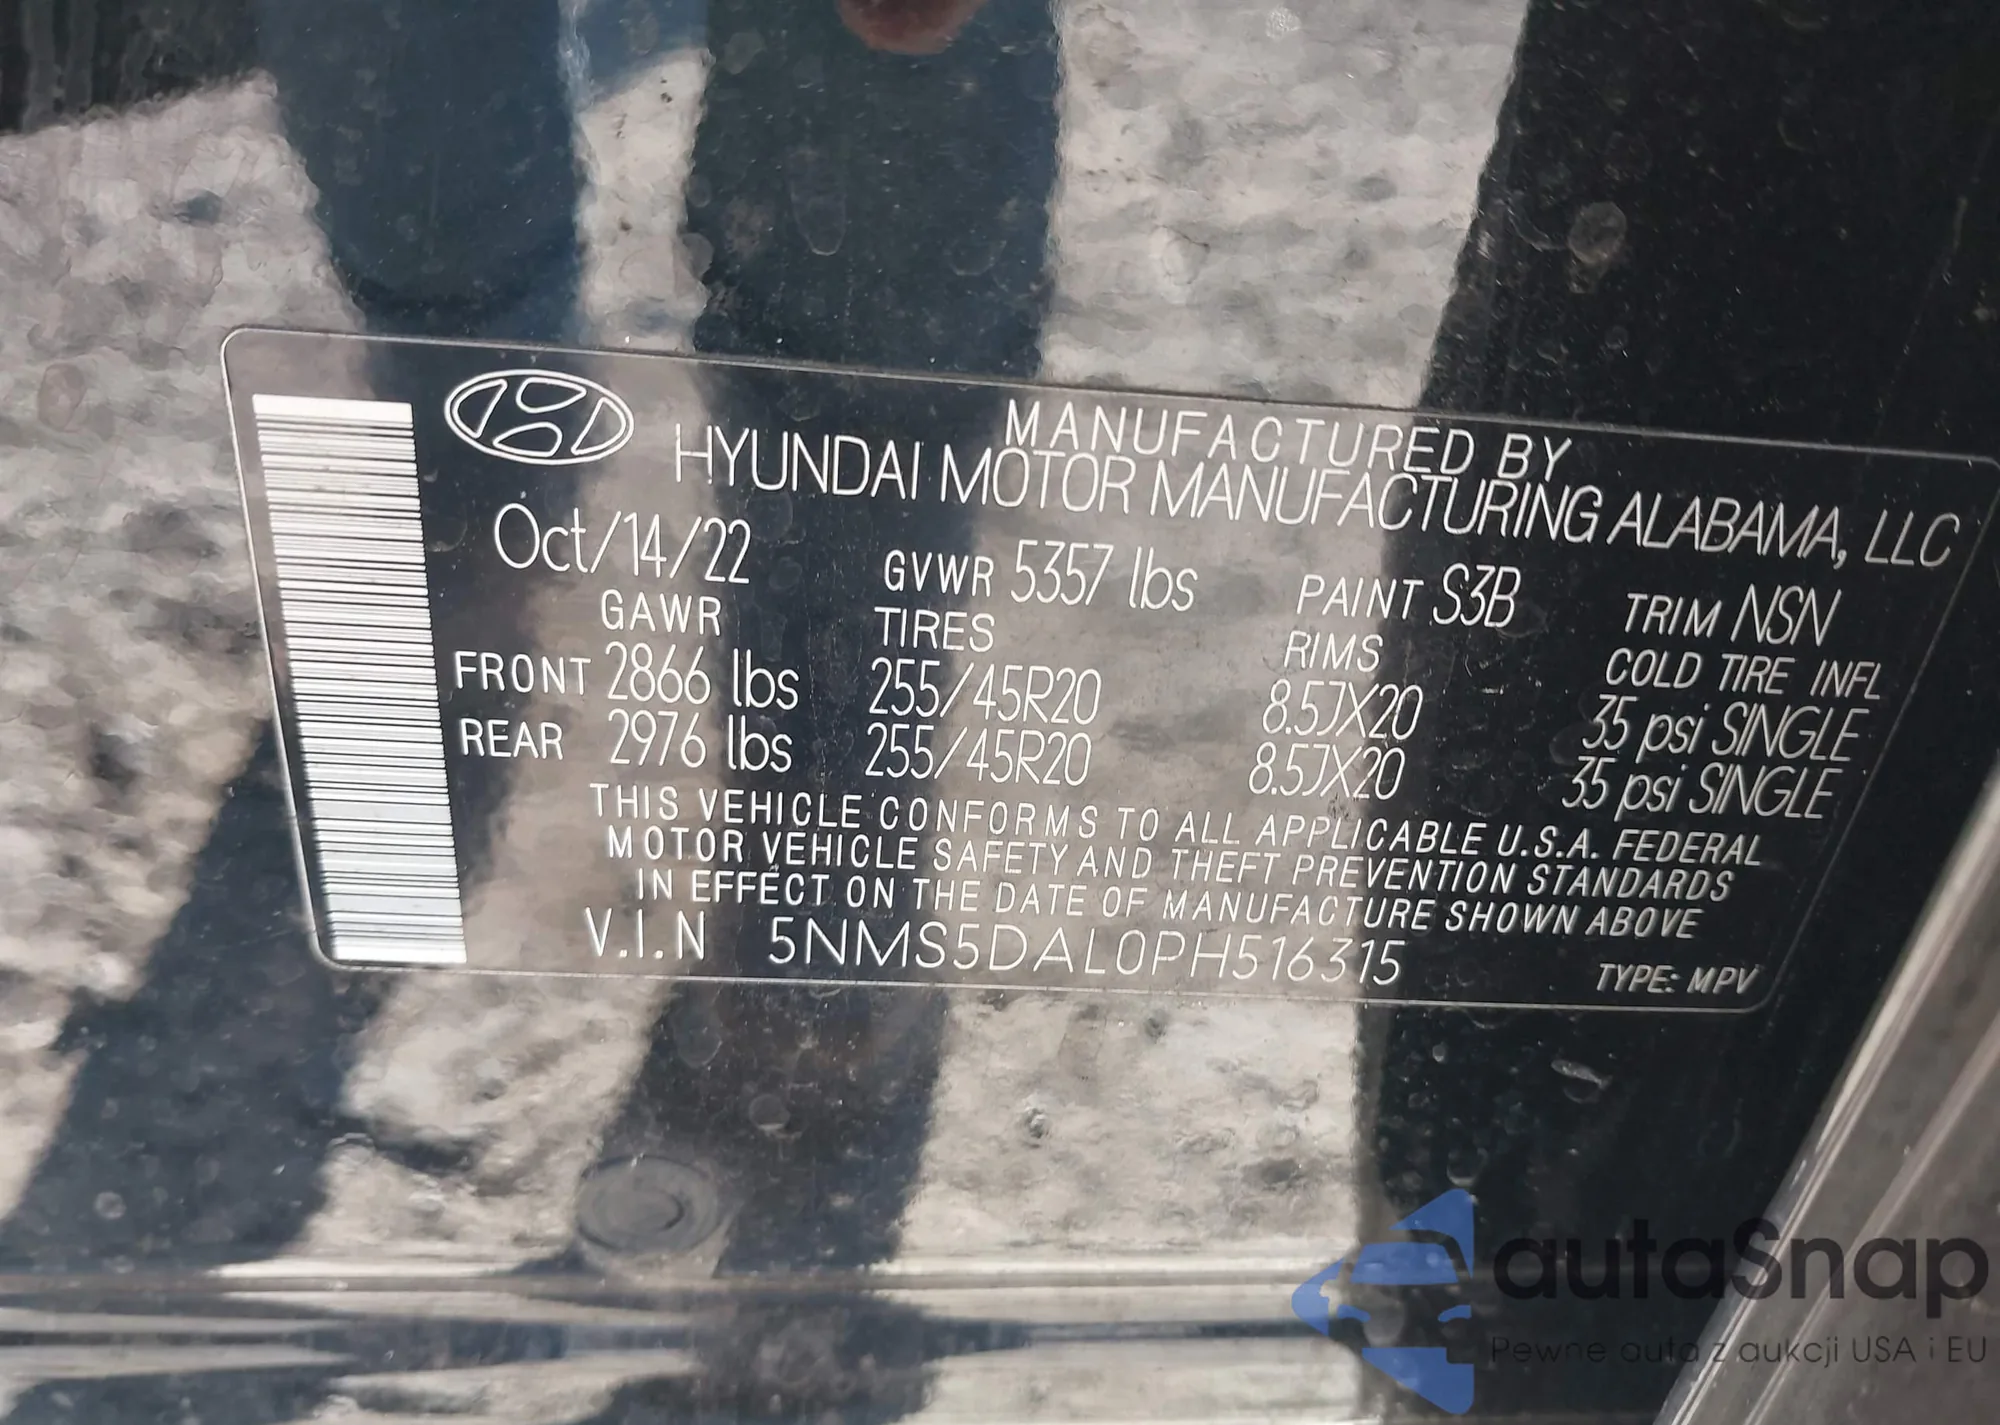 MANUFACTURED BY
HYUNDAI MOTOR MANUFACTURING ALABAMA, LLC
Oct/14/22 GVWR 5357 lbs PAINT S3B TRIM NSN
GAWR TIRES RIMS COLD TIRE INFL
FRONT 2866 lbs 255/45R20 8.5JX20 35 psi SINGLE
REAR 2976 lbs 255/45R20 8.5JX20 35 psi SINGLE
THIS VEHICLE CONFORMS TO ALL APPLICABLE U.S.A. FEDERAL
MOTOR VEHICLE SAFETY AND THEFT PREVENTION STANDARDS
IN EFFECT ON THE DATE OF MANUFACTURE SHOWN ABOVE
V.I.N 5NMS5DAL0PH516315 TYPE: MPV
autaSnap
Pewne auta z aukcji USA i EU